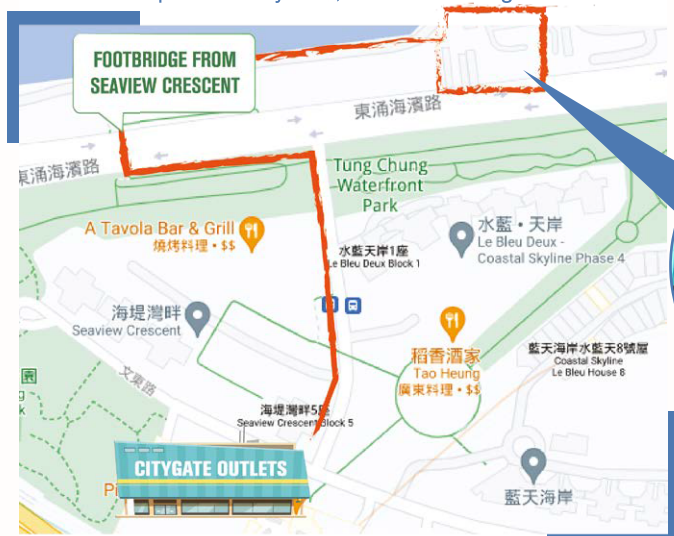 FOOTBRIDGE FROM
SEAVIEW CRESCENT
東涌海濱路
東涌海濱路
Tung Chung
Waterfront
Park
A Tavola Bar & Grill
燒烤料理・$$
水藍・天岸
Le Bleu Deux -
Coastal Skyline Phase 4
水藍天岸1座
Le Bleu Deux Block 1
海堤灣畔
Seaview Crescent
稻香酒家
Tao Heung
廣東料理・$$
藍天海岸水藍天8號屋
Coastal Skyline
Le Bleu House 8
文東路
園
海堤灣畔5座
Seaview Crescent Block 5
CITYGATE OUTLETS
Pi
藍天海岸